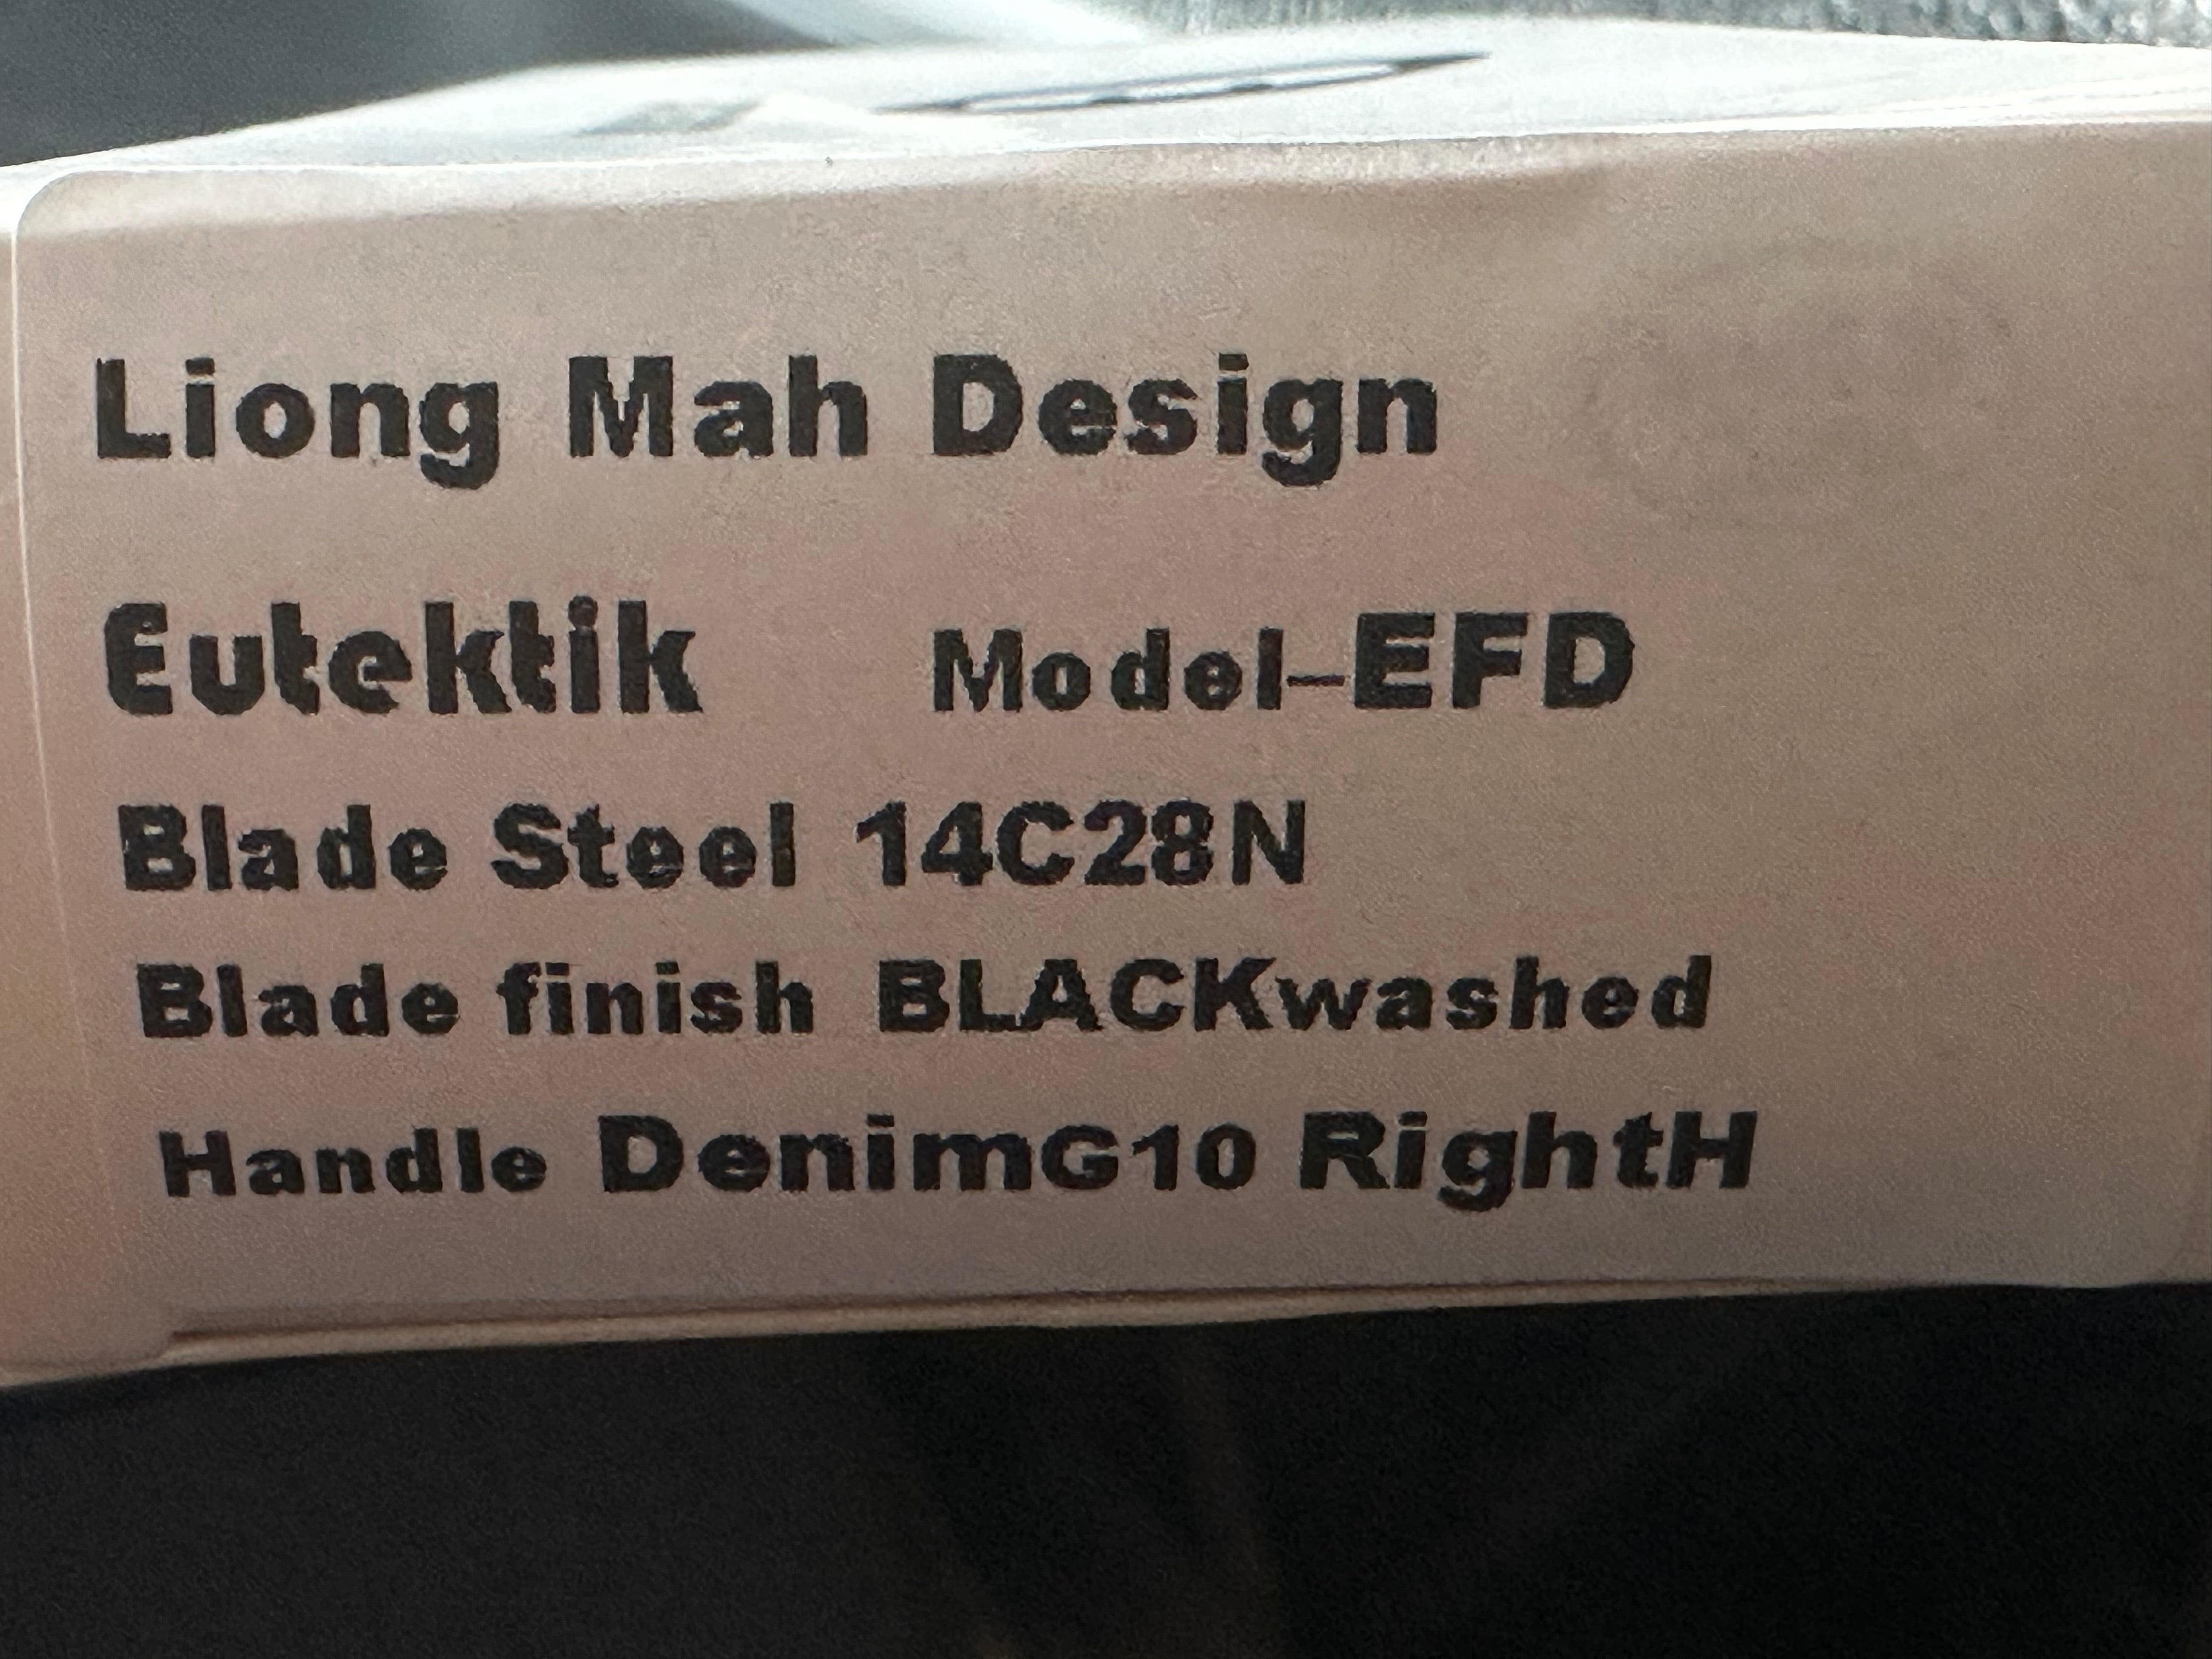 Liong Mah Design
Eutektik Model–EFD
Blade Steel 14C28N
Blade finish BLACKwashed
Handle DenimG10 RightH